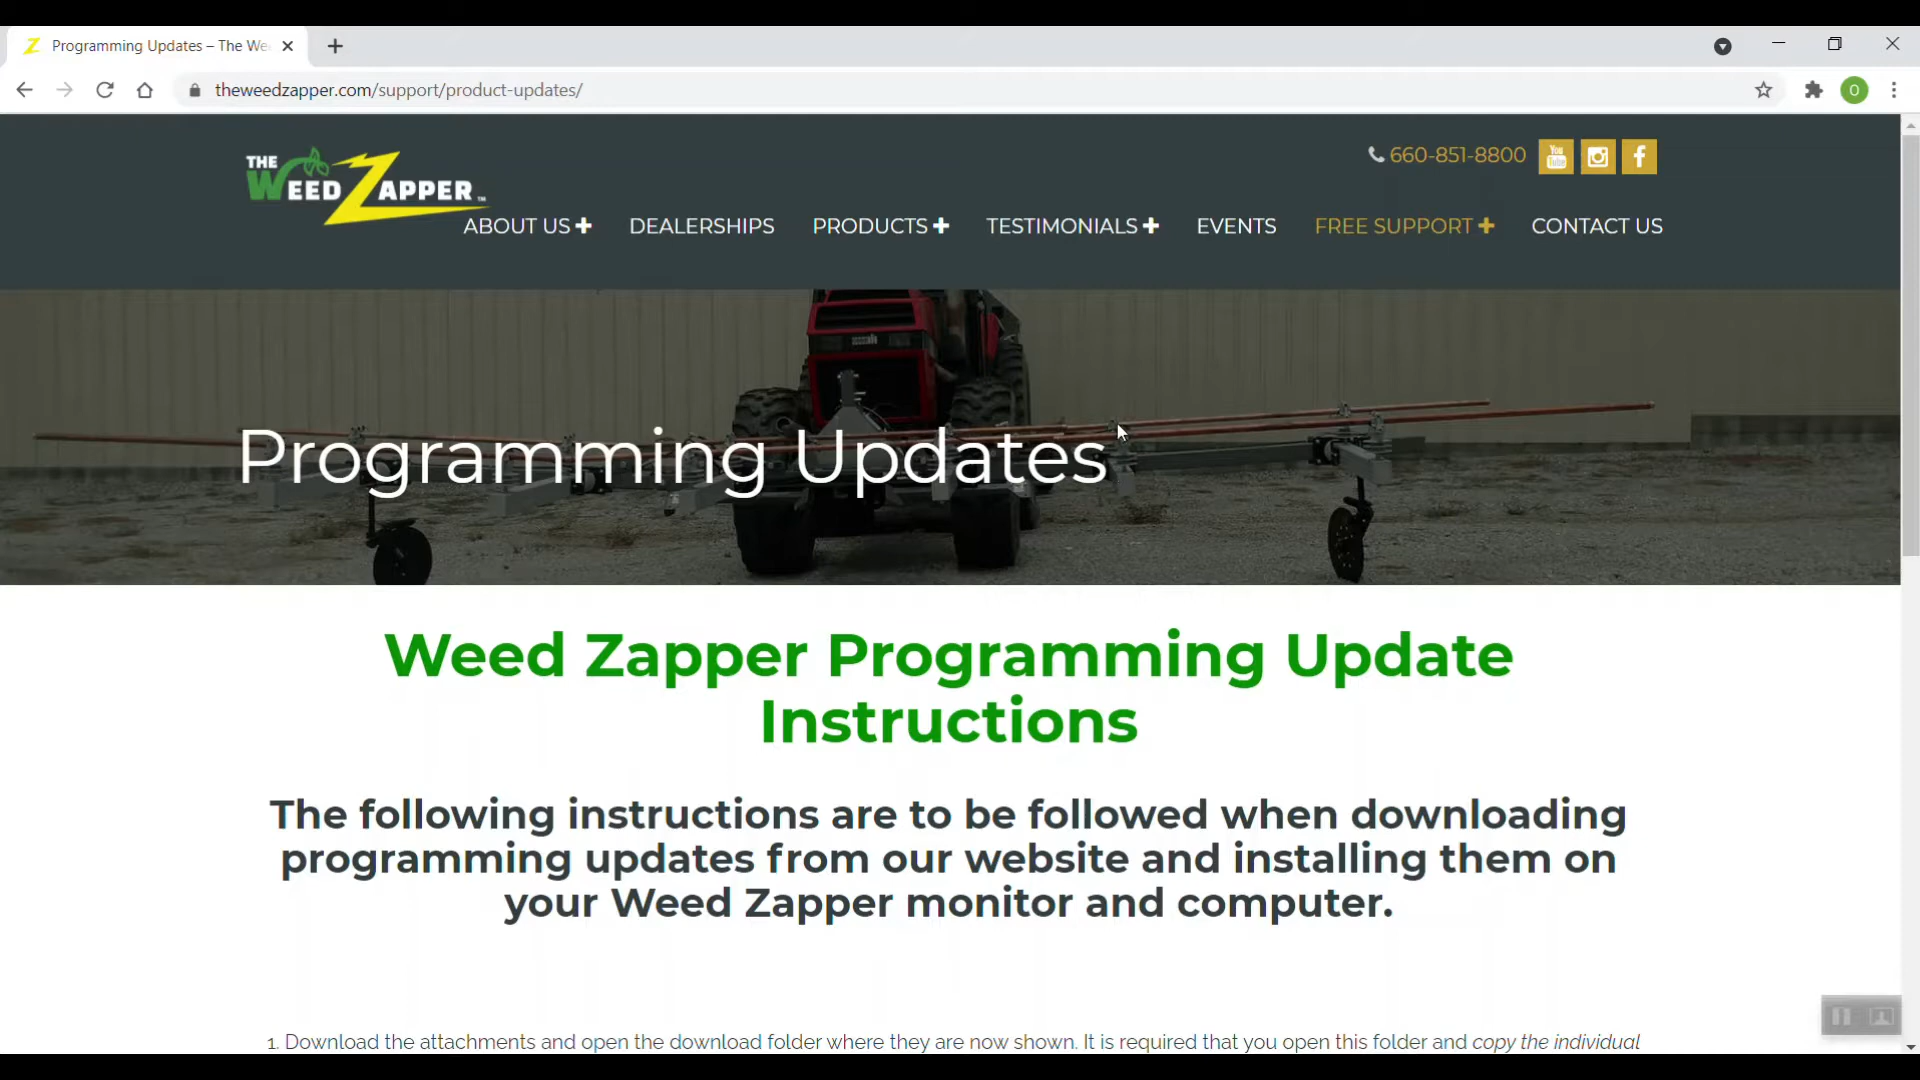 Programming Updates – The We
theweedzapper.com/support/product-updates/
O
THE
WEED ZAPPER™
660-851-8800
You
Tube
ABOUT US
DEALERSHIPS
PRODUCTS
TESTIMONIALS
EVENTS
FREE SUPPORT
CONTACT US
Programming Updates
Weed Zapper Programming Update
Instructions
The following instructions are to be followed when downloading
programming updates from our website and installing them on
your Weed Zapper monitor and computer.
1. Download the attachments and open the download folder where they are now shown. It is required that you open this folder and copy the individual